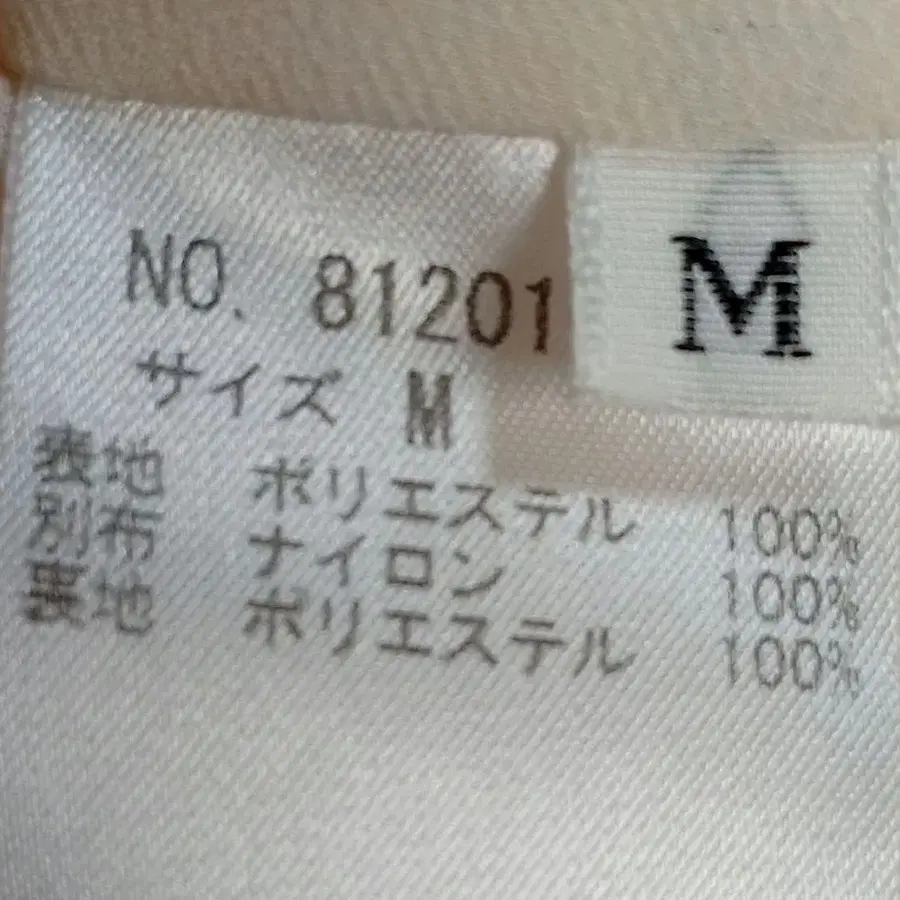 NO. 81201
M
サイズ M
表地 ポリエステル 100%
別布 ナイロン 100%
裏地 ポリエステル 100%